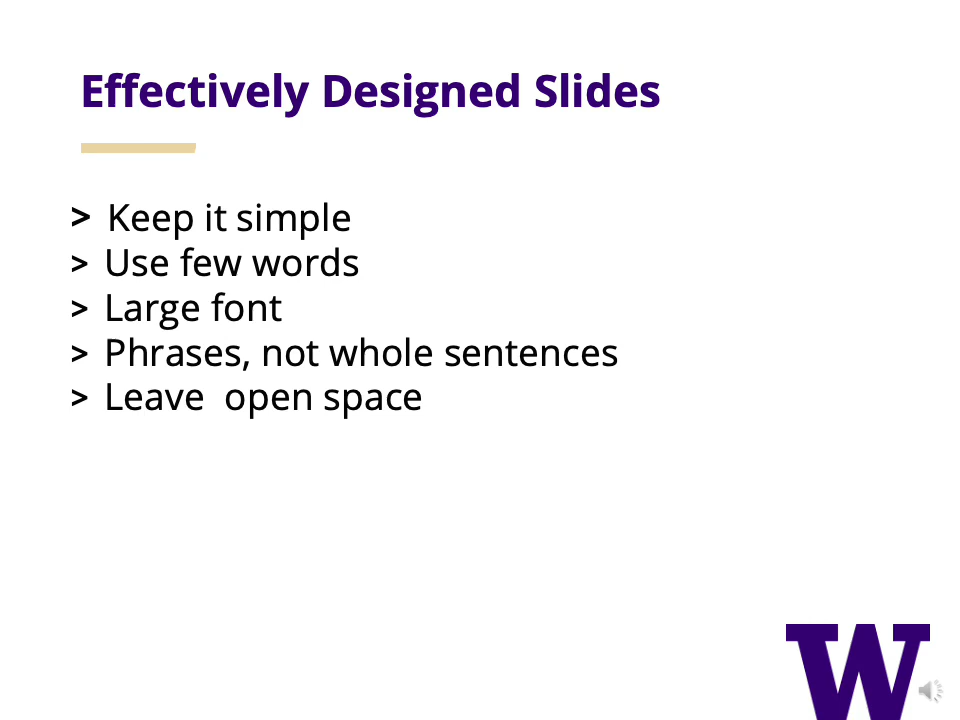 Effectively Designed Slides
> Keep it simple
> Use few words
> Large font
> Phrases, not whole sentences
> Leave  open space
W